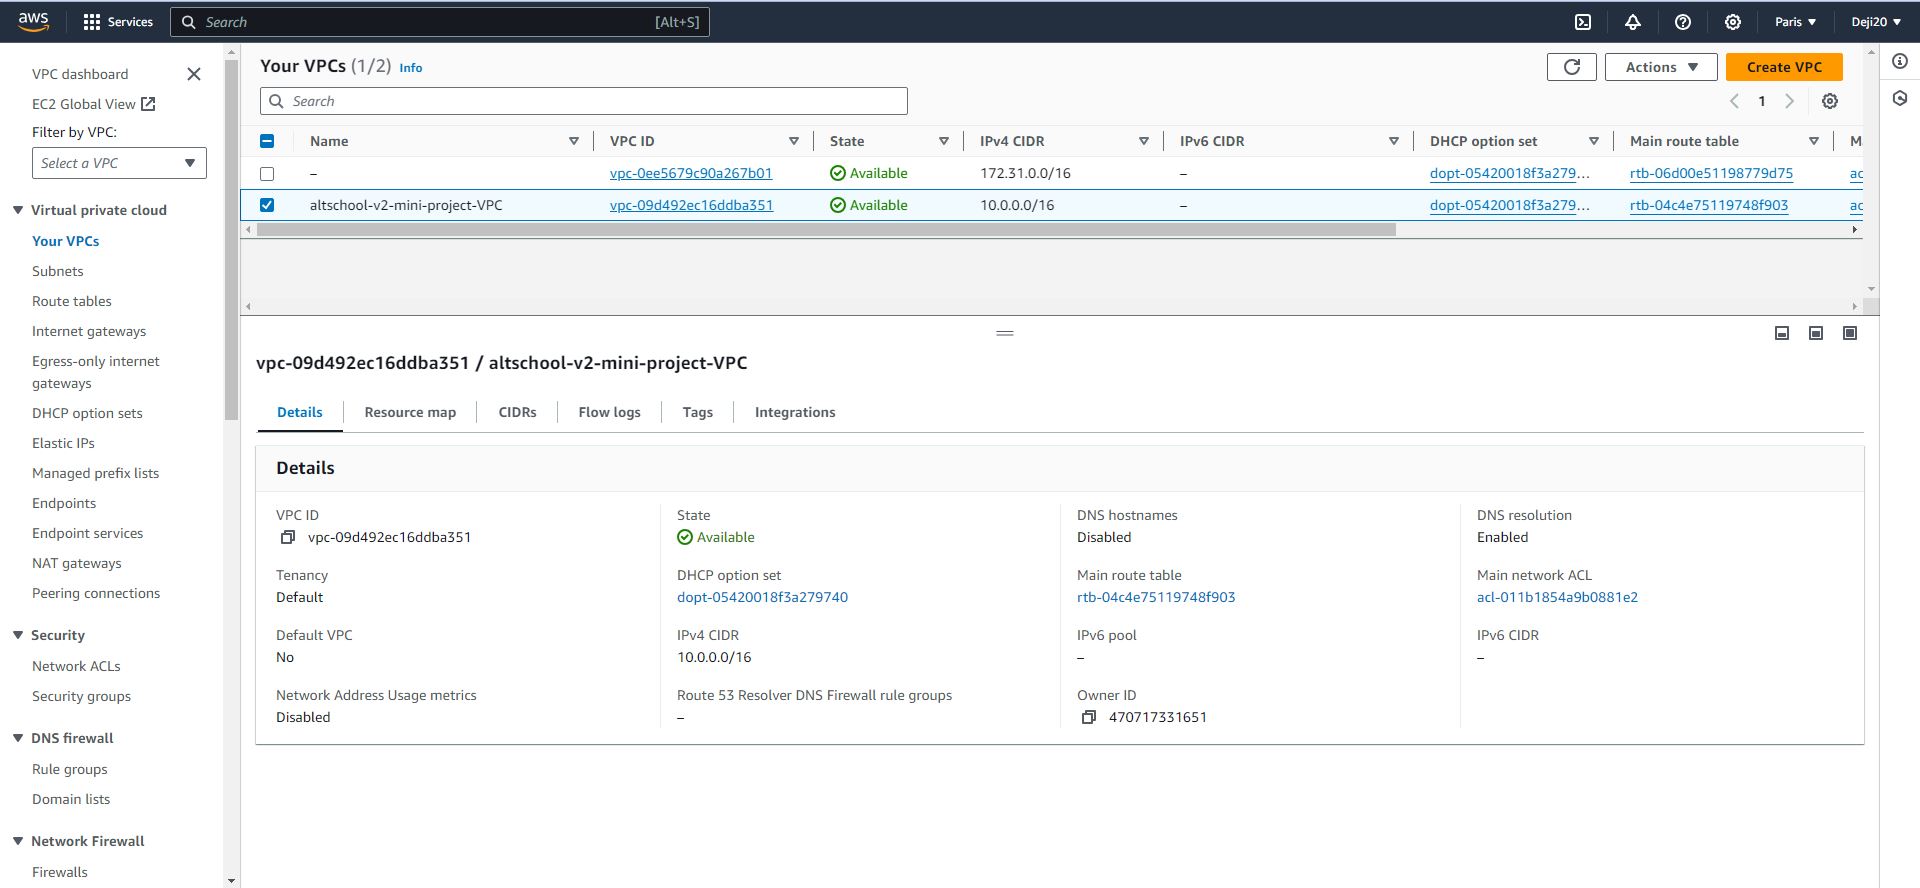 aws Services Search [Alt+S] Paris Deji20
VPC dashboard
EC2 Global View
Filter by VPC:
Select a VPC
Virtual private cloud
Your VPCs
Subnets
Route tables
Internet gateways
Egress-only internet
gateways
DHCP option sets
Elastic IPs
Managed prefix lists
Endpoints
Endpoint services
NAT gateways
Peering connections
Security
Network ACLs
Security groups
DNS firewall
Rule groups
Domain lists
Network Firewall
Firewalls
Your VPCs (1/2) Info
Actions Create VPC
Search
1
Name VPC ID State IPv4 CIDR IPv6 CIDR DHCP option set Main route table M
– vpc-0ee5679c90a267b01 Available 172.31.0.0/16 – dopt-05420018f3a279... rtb-06d00e51198779d75 ac
altschool-v2-mini-project-VPC vpc-09d492ec16ddba351 Available 10.0.0.0/16 – dopt-05420018f3a279... rtb-04c4e75119748f903 ac
vpc-09d492ec16ddba351 / altschool-v2-mini-project-VPC
Details Resource map CIDRs Flow logs Tags Integrations
Details
VPC ID State DNS hostnames DNS resolution
vpc-09d492ec16ddba351 Available Disabled Enabled
Tenancy DHCP option set Main route table Main network ACL
Default dopt-05420018f3a279740 rtb-04c4e75119748f903 acl-011b1854a9b0881e2
Default VPC IPv4 CIDR IPv6 pool IPv6 CIDR
No 10.0.0.0/16 – –
Network Address Usage metrics Route 53 Resolver DNS Firewall rule groups Owner ID
Disabled – 470717331651